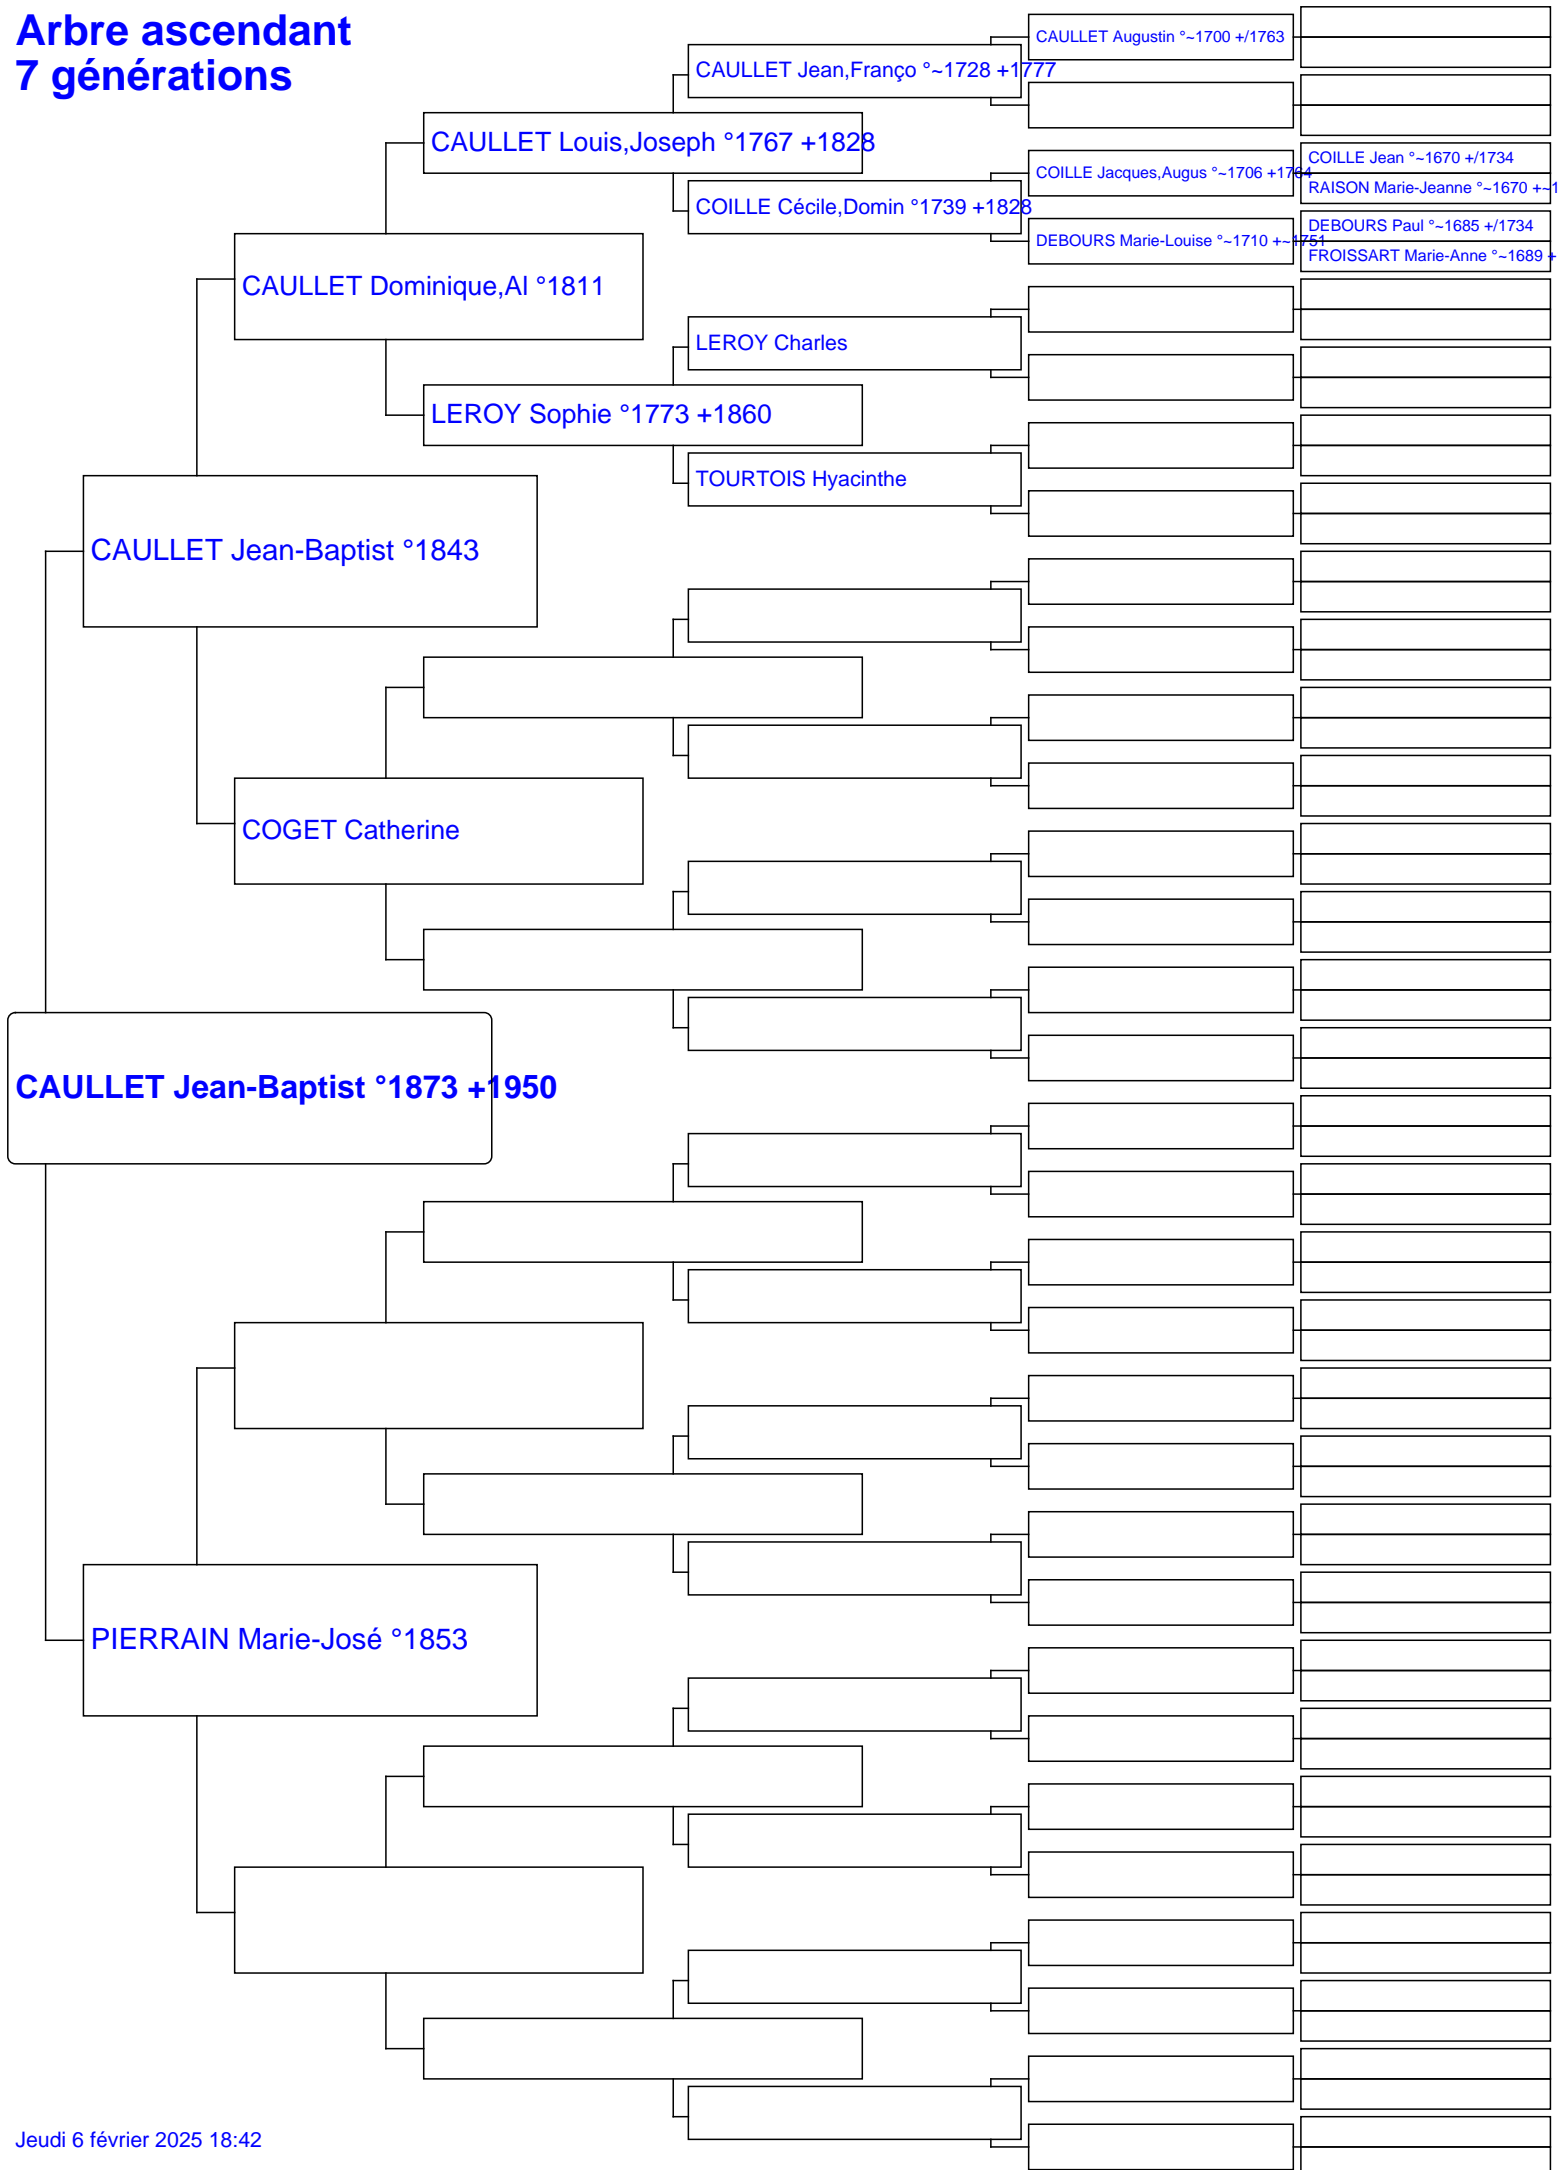 Arbre ascendant
7 générations
CAULLET Augustin °~1700 +/1763
CAULLET Jean,Franço °~1728 +1777
CAULLET Louis,Joseph °1767 +1828
COILLE Jean °~1670 +/1734
COILLE Jacques,Augus °~1706 +1764
RAISON Marie-Jeanne °~1670 +~1
COILLE Cécile,Domin °1739 +1828
DEBOURS Paul °~1685 +/1734
DEBOURS Marie-Louise °~1710 +~1751
FROISSART Marie-Anne °~1689 +
CAULLET Dominique,Al °1811
LEROY Charles
LEROY Sophie °1773 +1860
TOURTOIS Hyacinthe
CAULLET Jean-Baptist °1843
COGET Catherine
CAULLET Jean-Baptist °1873 +1950
PIERRAIN Marie-José °1853
Jeudi 6 février 2025 18:42